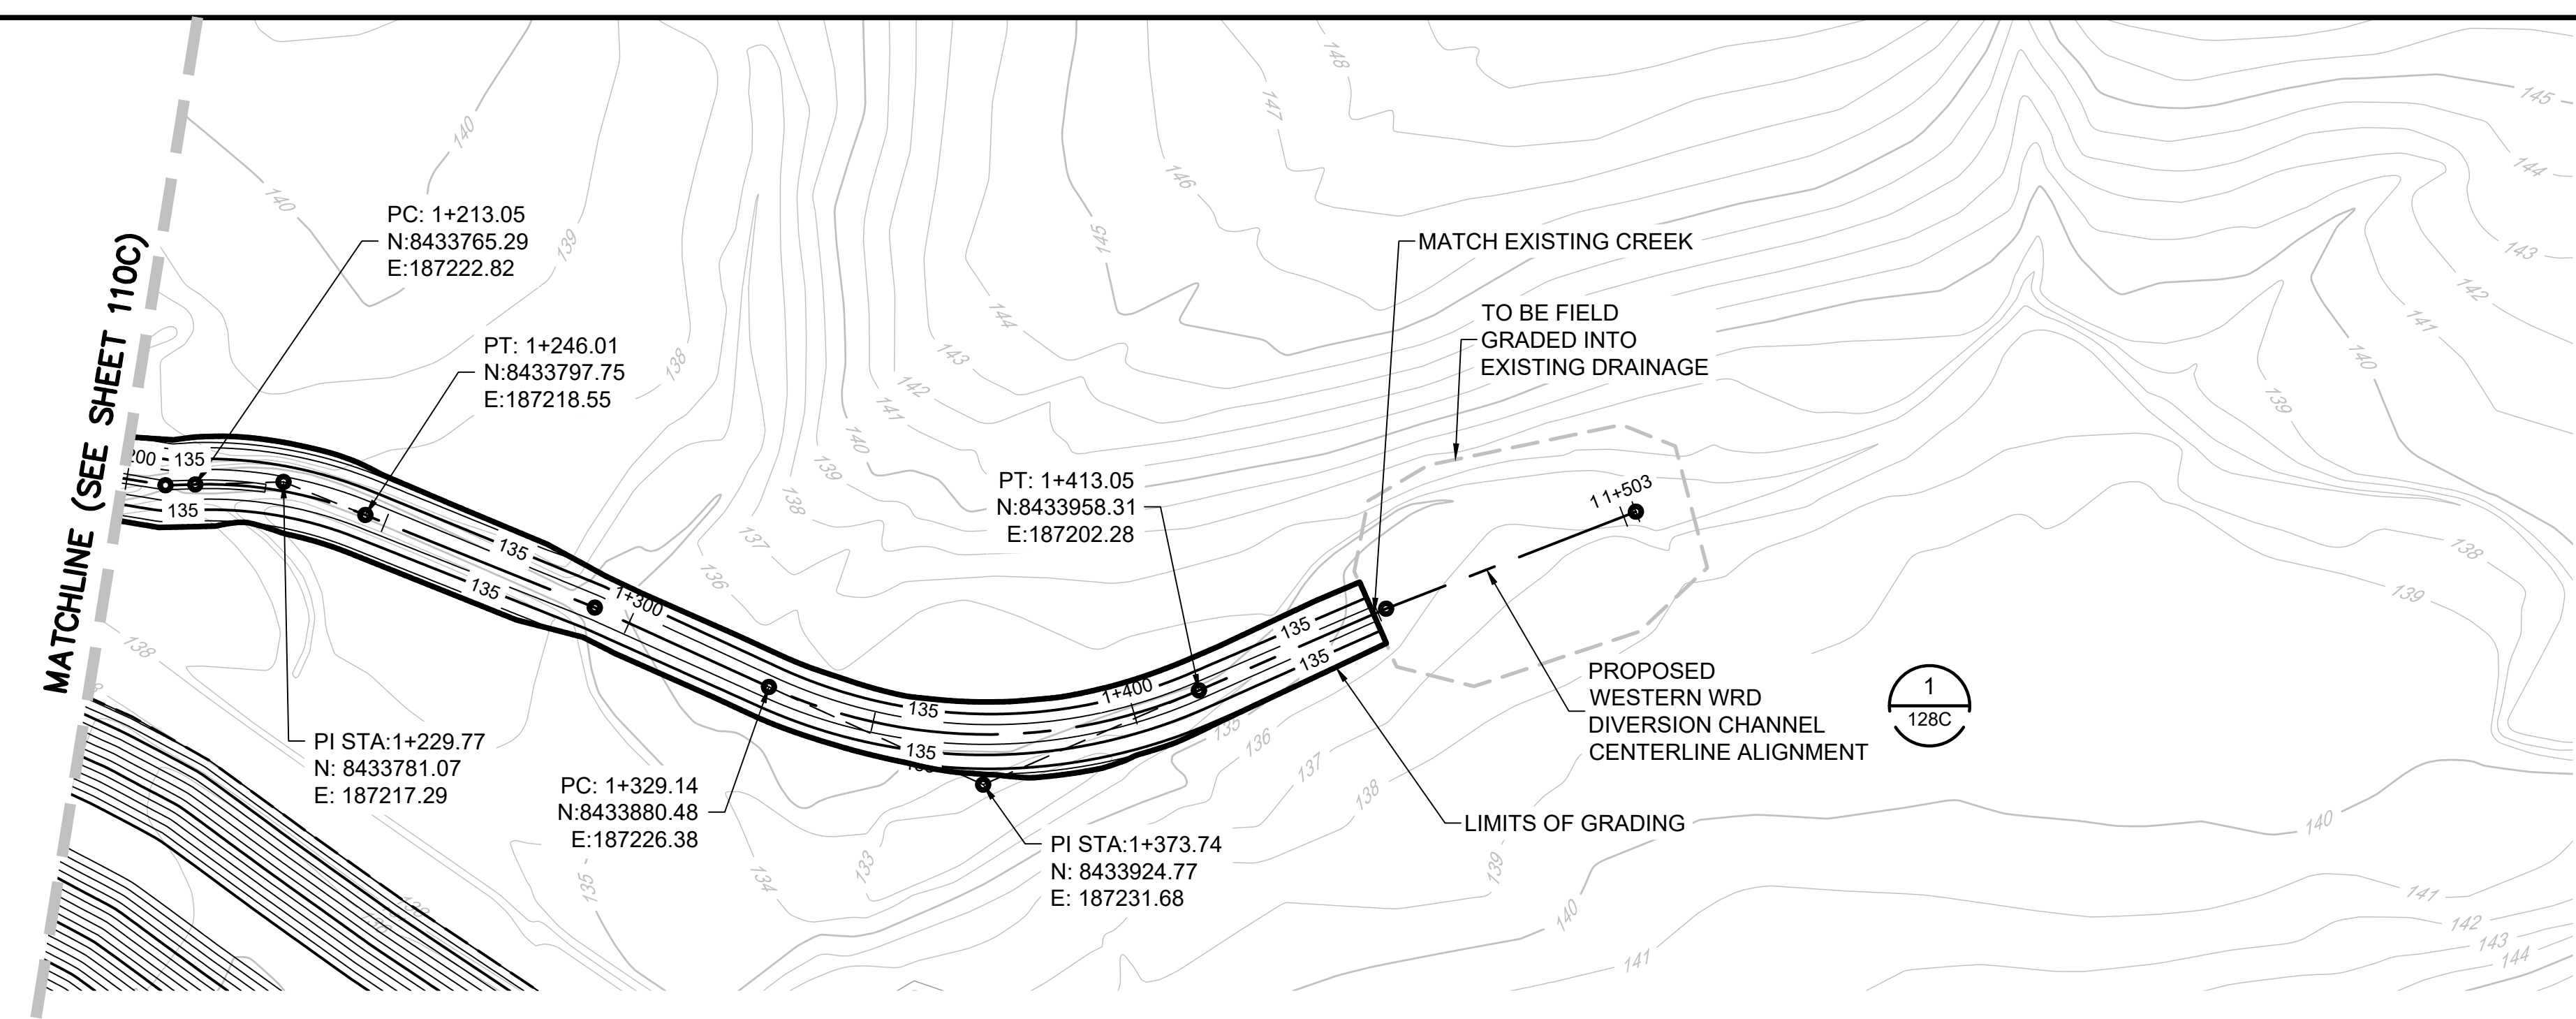 MATCHLINE (SEE SHEET 110C)
PC: 1+213.05
N:8433765.29
E:187222.82
PT: 1+246.01
N:8433797.75
E:187218.55
PI STA:1+229.77
N: 8433781.07
E: 187217.29
PC: 1+329.14
N:8433880.48
E:187226.38
PT: 1+413.05
N:8433958.31
E:187202.28
PI STA:1+373.74
N: 8433924.77
E: 187231.68
MATCH EXISTING CREEK
TO BE FIELD
GRADED INTO
EXISTING DRAINAGE
PROPOSED
WESTERN WRD
DIVERSION CHANNEL
CENTERLINE ALIGNMENT
1
128C
LIMITS OF GRADING
200
135
135
135
135
1+300
135
135
1+400
135
135
1 1+503
140
140
139
138
138
148
147
146
145
144
143
142
141
140
139
138
137
136
135
134
133
135
136
137
138
139
140
141
145
144
143
142
141
140
139
138
139
140
141
142
143
144